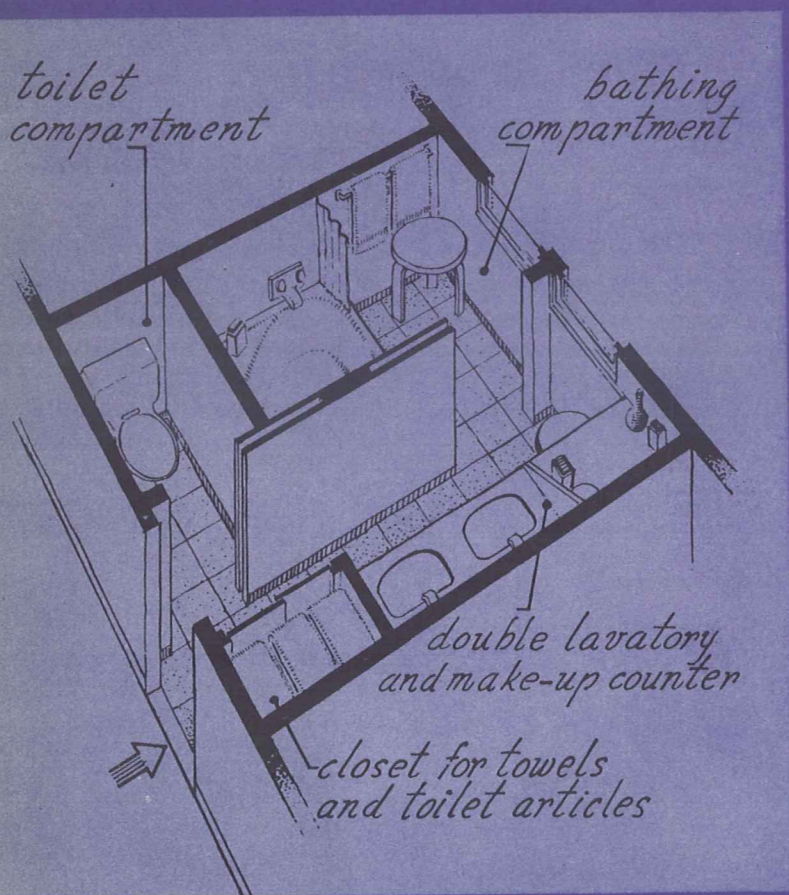 toilet
compartment
bathing
compartment
double lavatory
and make-up counter
closet for towels
and toilet articles